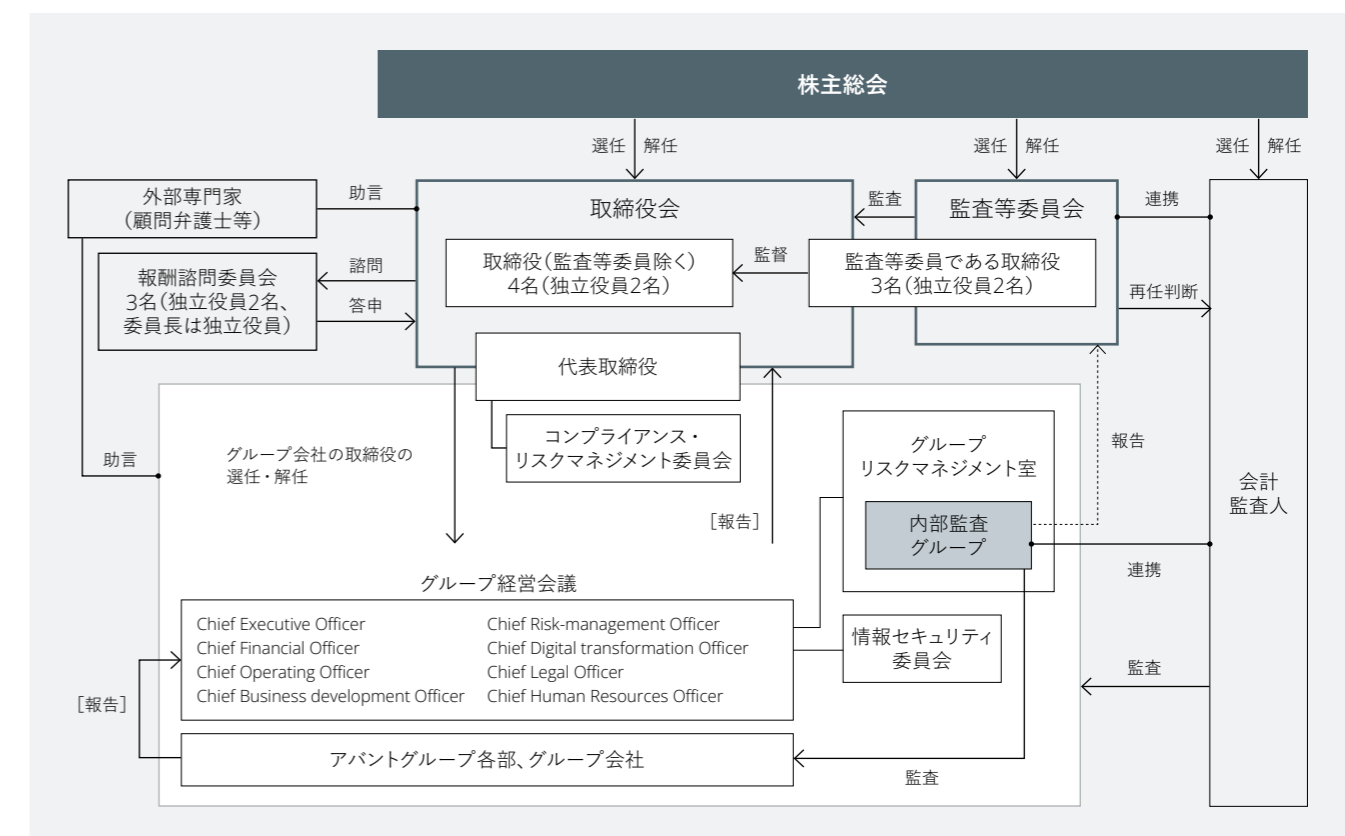 株主総会
選任 解任
選任 解任
選任 解任
外部専門家
(顧問弁護士等)
助言
取締役会
監査
監査等委員会
連携
取締役(監査等委員除く)
4名(独立役員2名)
監督
監査等委員である取締役
3名(独立役員2名)
報酬諮問委員会
3名(独立役員2名、
委員長は独立役員)
諮問
答申
再任判断
代表取締役
コンプライアンス・
リスクマネジメント委員会
助言
グループ会社の取締役の
選任・解任
[報告]
グループ
リスクマネジメント室
内部監査
グループ
報告
会計
監査人
連携
グループ経営会議
Chief Executive Officer
Chief Financial Officer
Chief Operating Officer
Chief Business development Officer
Chief Risk-management Officer
Chief Digital transformation Officer
Chief Legal Officer
Chief Human Resources Officer
情報セキュリティ
委員会
監査
[報告]
アバントグループ各部、グループ会社
監査